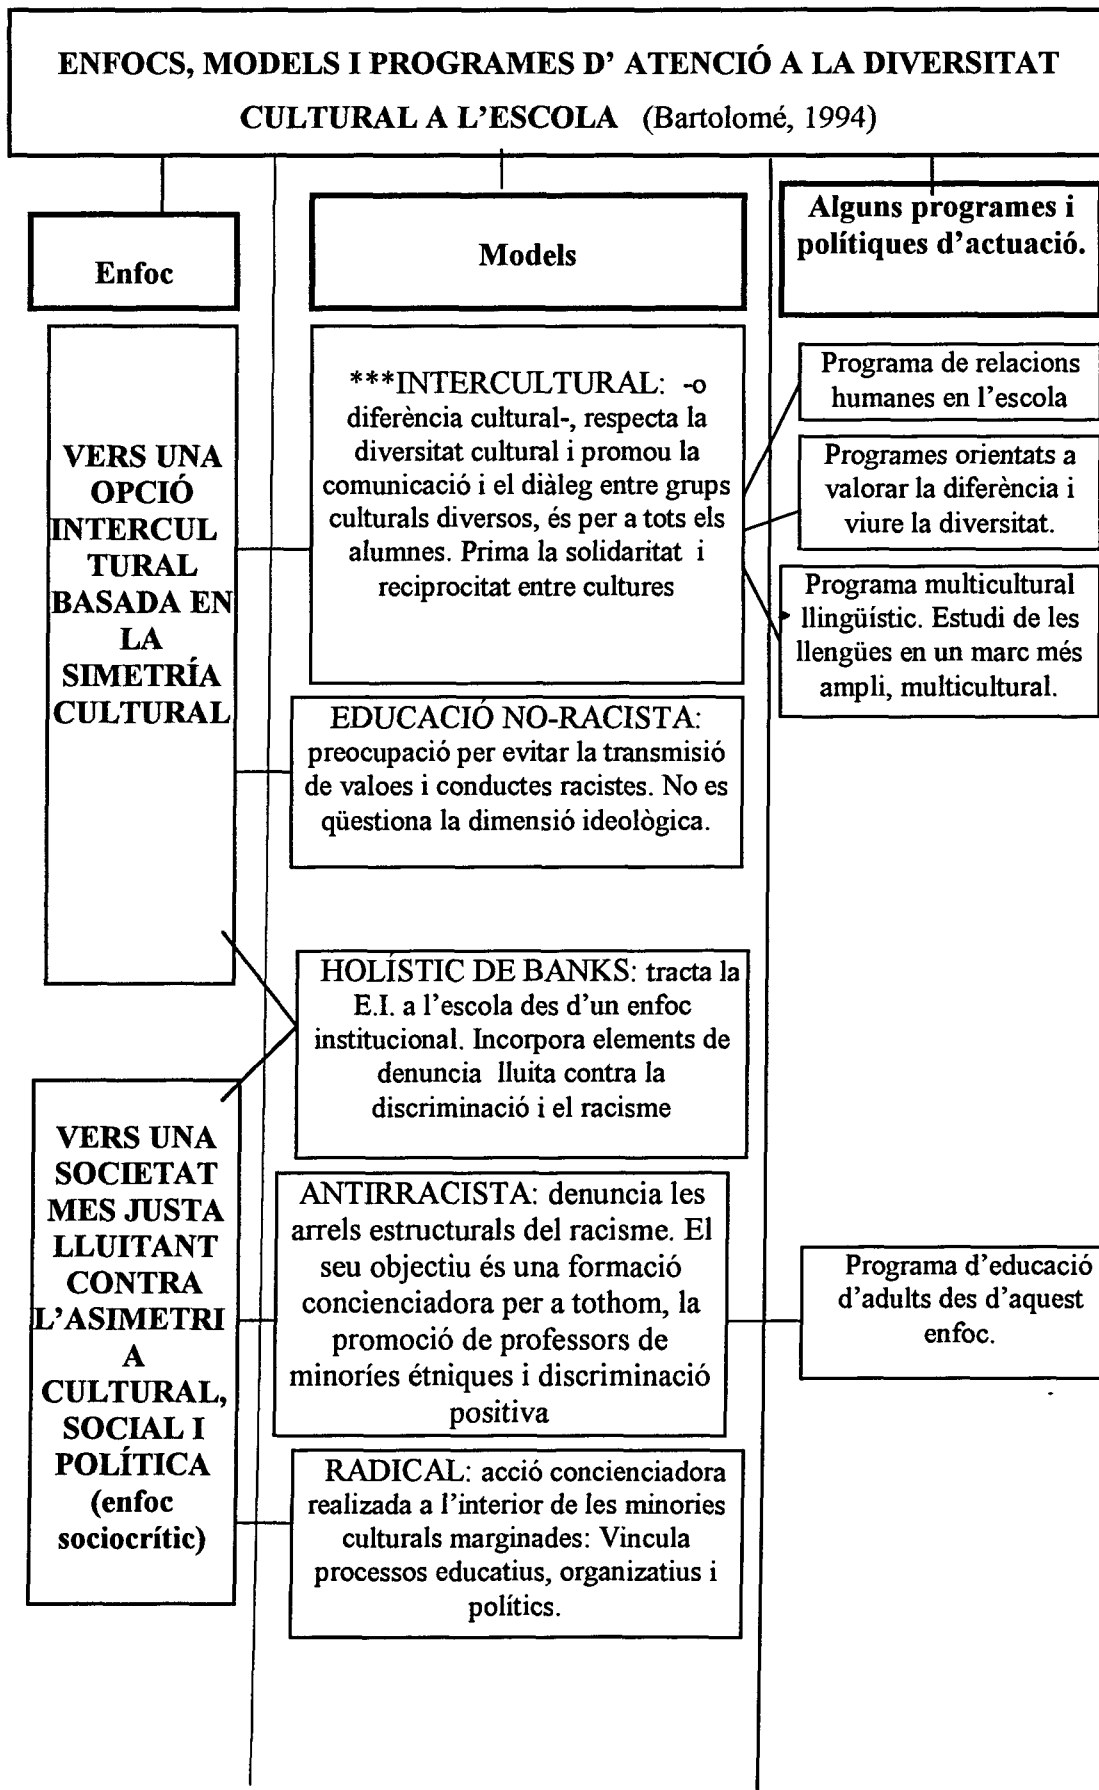 ENFOCS, MODELS I PROGRAMES D' ATENCIÓ A LA DIVERSITAT
CULTURAL A L'ESCOLA (Bartolomé, 1994)
Enfoc
Models
Alguns programes i
polítiques d'actuació.
VERS UNA
OPCIÓ
INTERCUL
TURAL
BASADA EN
LA
SIMETRÍA
CULTURAL
***INTERCULTURAL: -o
diferència cultural-, respecta la
diversitat cultural i promou la
comunicació i el diàleg entre grups
culturals diversos, és per a tots els
alumnes. Prima la solidaritat i
reciprocitat entre cultures
Programa de relacions
humanes en l'escola
Programes orientats a
valorar la diferència i
viure la diversitat.
Programa multicultural
llingüístic. Estudi de les
llengües en un marc més
ampli, multicultural.
EDUCACIÓ NO-RACISTA:
preocupació per evitar la transmisió
de valoes i conductes racistes. No es
qüestiona la dimensió ideològica.
HOLÍSTIC DE BANKS: tracta la
E.I. a l'escola des d'un enfoc
institucional. Incorpora elements de
denuncia lluita contra la
discriminació i el racisme
VERS UNA
SOCIETAT
MES JUSTA
LLUITANT
CONTRA
L'ASIMETRI
A
CULTURAL,
SOCIAL I
POLÍTICA
(enfoc
sociocrític)
ANTIRRACISTA: denuncia les
arrels estructurals del racisme. El
seu objectiu és una formació
concienciadora per a tothom, la
promoció de professors de
minoríes étniques i discriminació
positiva
Programa d'educació
d'adults des d'aquest
enfoc.
RADICAL: acció concienciadora
realizada a l'interior de les minories
culturals marginades: Vincula
processos educatius, organizatius i
polítics.